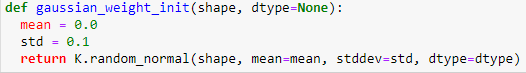 def gaussian_weight_init(shape, dtype=None):
    mean = 0.0
    std = 0.1
    return K.random_normal(shape, mean=mean, stddev=std, dtype=dtype)